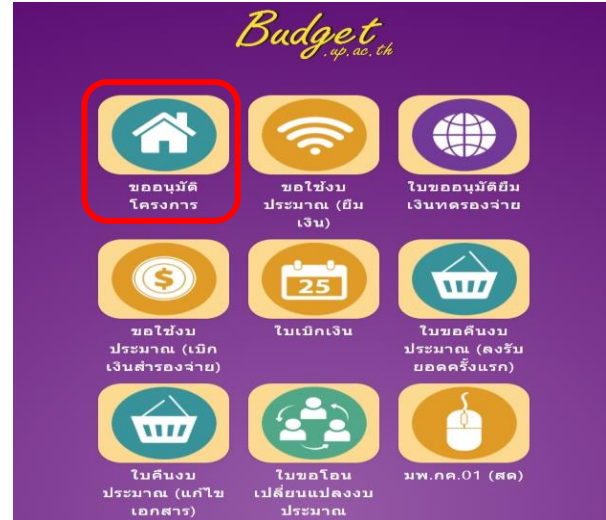 Budget
.up.ac.th
ขออนุมัติ
โครงการ
ขอใช้งบ
ประมาณ (ยืม
เงิน)
ใบขออนุมัติยืม
เงินทดรองจ่าย
25
ขอใช้งบ
ประมาณ (เบิก
เงินสำรองจ่าย)
ใบเบิกเงิน
ใบขอคืนงบ
ประมาณ (ลงรับ
ยอดครั้งแรก)
ใบคืนงบ
ประมาณ (แก้ไข
เอกสาร)
ใบขอโอน
เปลี่ยนแปลงงบ
ประมาณ
มพ.กค.01 (สด)